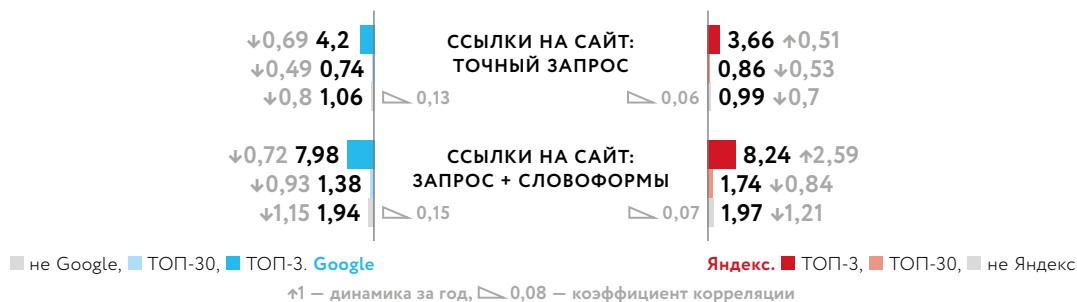 ↓0,69 4,2 ССЫЛКИ НА САЙТ: 3,66 ↑0,51
↓0,49 0,74 ТОЧНЫЙ ЗАПРОС 0,86 ↓0,53
↓0,8 1,06 0,13 0,06 0,99 ↓0,7
↓0,72 7,98 ССЫЛКИ НА САЙТ: 8,24 ↑2,59
↓0,93 1,38 ЗАПРОС + СЛОВОФОРМЫ 1,74 ↓0,84
↓1,15 1,94 0,15 0,07 1,97 ↓1,21
не Google, ТОП-30, ТОП-3. Google Яндекс. ТОП-3, ТОП-30, не Яндекс
↑1 — динамика за год, 0,08 — коэффициент корреляции